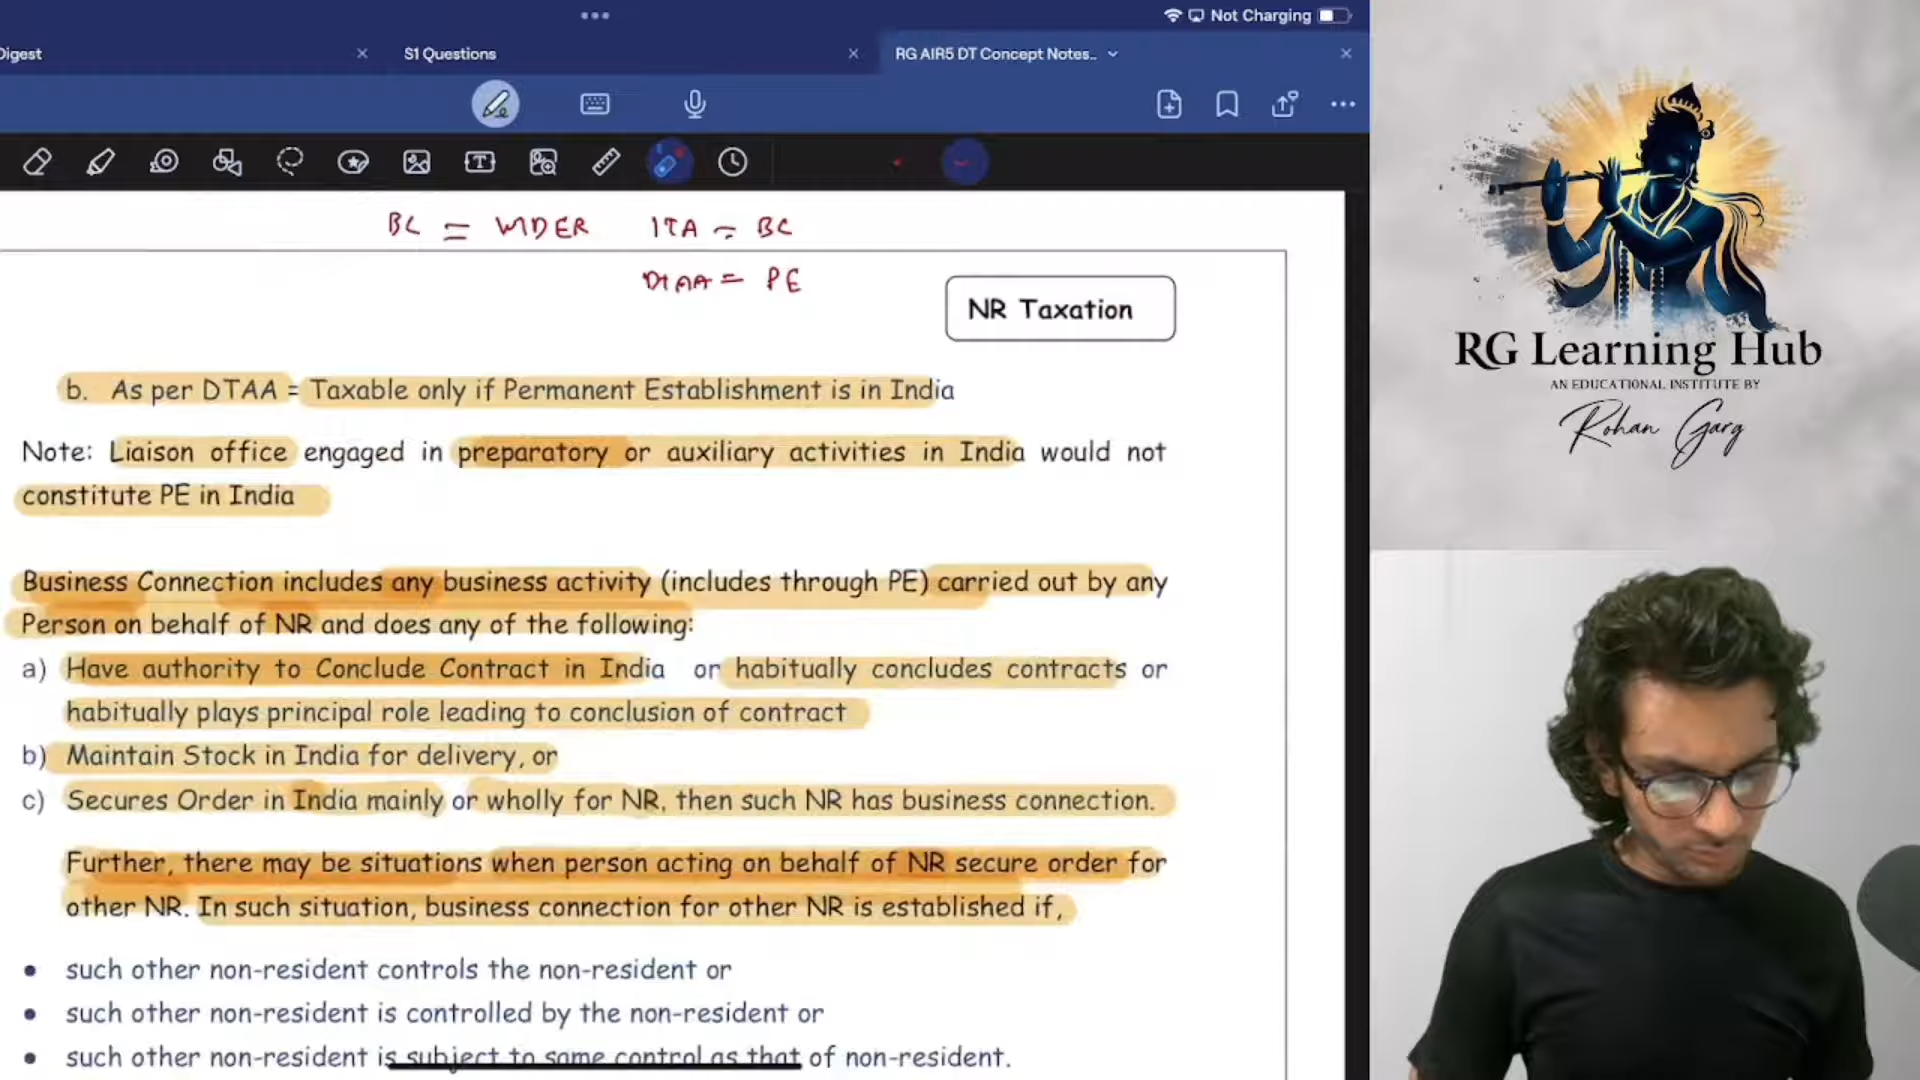 Not Charging
Digest
S1 Questions
RG AIR5 DT Concept Notes..
BC = WIDER ITA = BC
DTAA = PE
NR Taxation
b. As per DTAA = Taxable only if Permanent Establishment is in India
Note: Liaison office engaged in preparatory or auxiliary activities in India would not
constitute PE in India
Business Connection includes any business activity (includes through PE) carried out by any
Person on behalf of NR and does any of the following:
a) Have authority to Conclude Contract in India or habitually concludes contracts or
habitually plays principal role leading to conclusion of contract
b) Maintain Stock in India for delivery, or
c) Secures Order in India mainly or wholly for NR, then such NR has business connection.
Further, there may be situations when person acting on behalf of NR secure order for
other NR. In such situation, business connection for other NR is established if,
• such other non-resident controls the non-resident or
• such other non-resident is controlled by the non-resident or
• such other non-resident is subject to same control as that of non-resident.
RG Learning Hub
AN EDUCATIONAL INSTITUTE BY
Rohan Garg